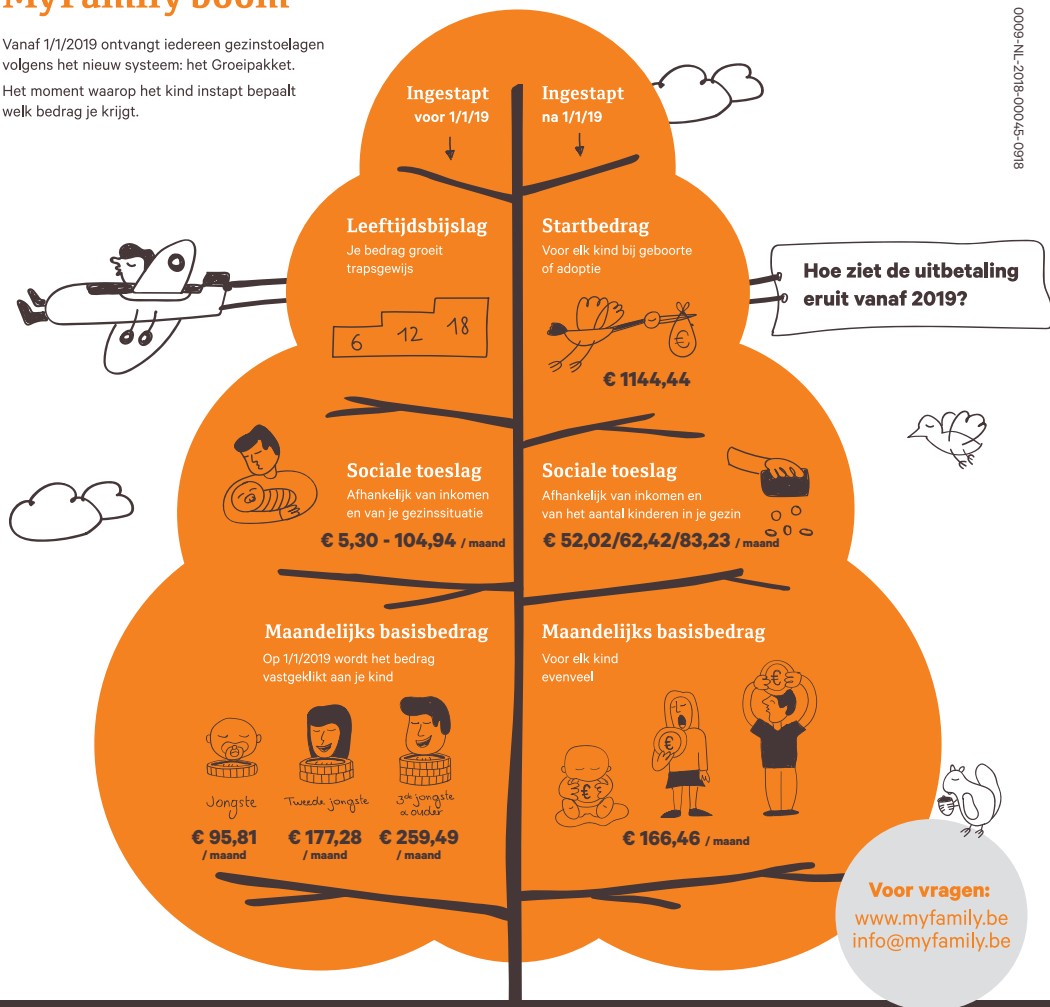 MyFamily boom
Vanaf 1/1/2019 ontvangt iedereen gezinstoelagen
volgens het nieuw systeem: het Groeipakket.
Het moment waarop het kind instapt bepaalt
welk bedrag je krijgt.
0009-NL-2018-00045-0918
Ingestapt
voor 1/1/19
Ingestapt
na 1/1/19
Leeftijdsbijslag
Je bedrag groeit
trapsgewijs
6 12 18
Startbedrag
Voor elk kind bij geboorte
of adoptie
€
€ 1144,44
Hoe ziet de uitbetaling
eruit vanaf 2019?
Sociale toeslag
Afhankelijk van inkomen
en van je gezinssituatie
€ 5,30 - 104,94 / maand
Sociale toeslag
Afhankelijk van inkomen en
van het aantal kinderen in je gezin
€ 52,02/62,42/83,23 / maand
Maandelijks basisbedrag
Op 1/1/2019 wordt het bedrag
vastgeklikt aan je kind
Jongste
€ 95,81
/ maand
Tweede jongste
€ 177,28
/ maand
3de jongste
& ouder
€ 259,49
/ maand
Maandelijks basisbedrag
Voor elk kind
evenveel
€
€
€
€ 166,46 / maand
Voor vragen:
www.myfamily.be
info@myfamily.be